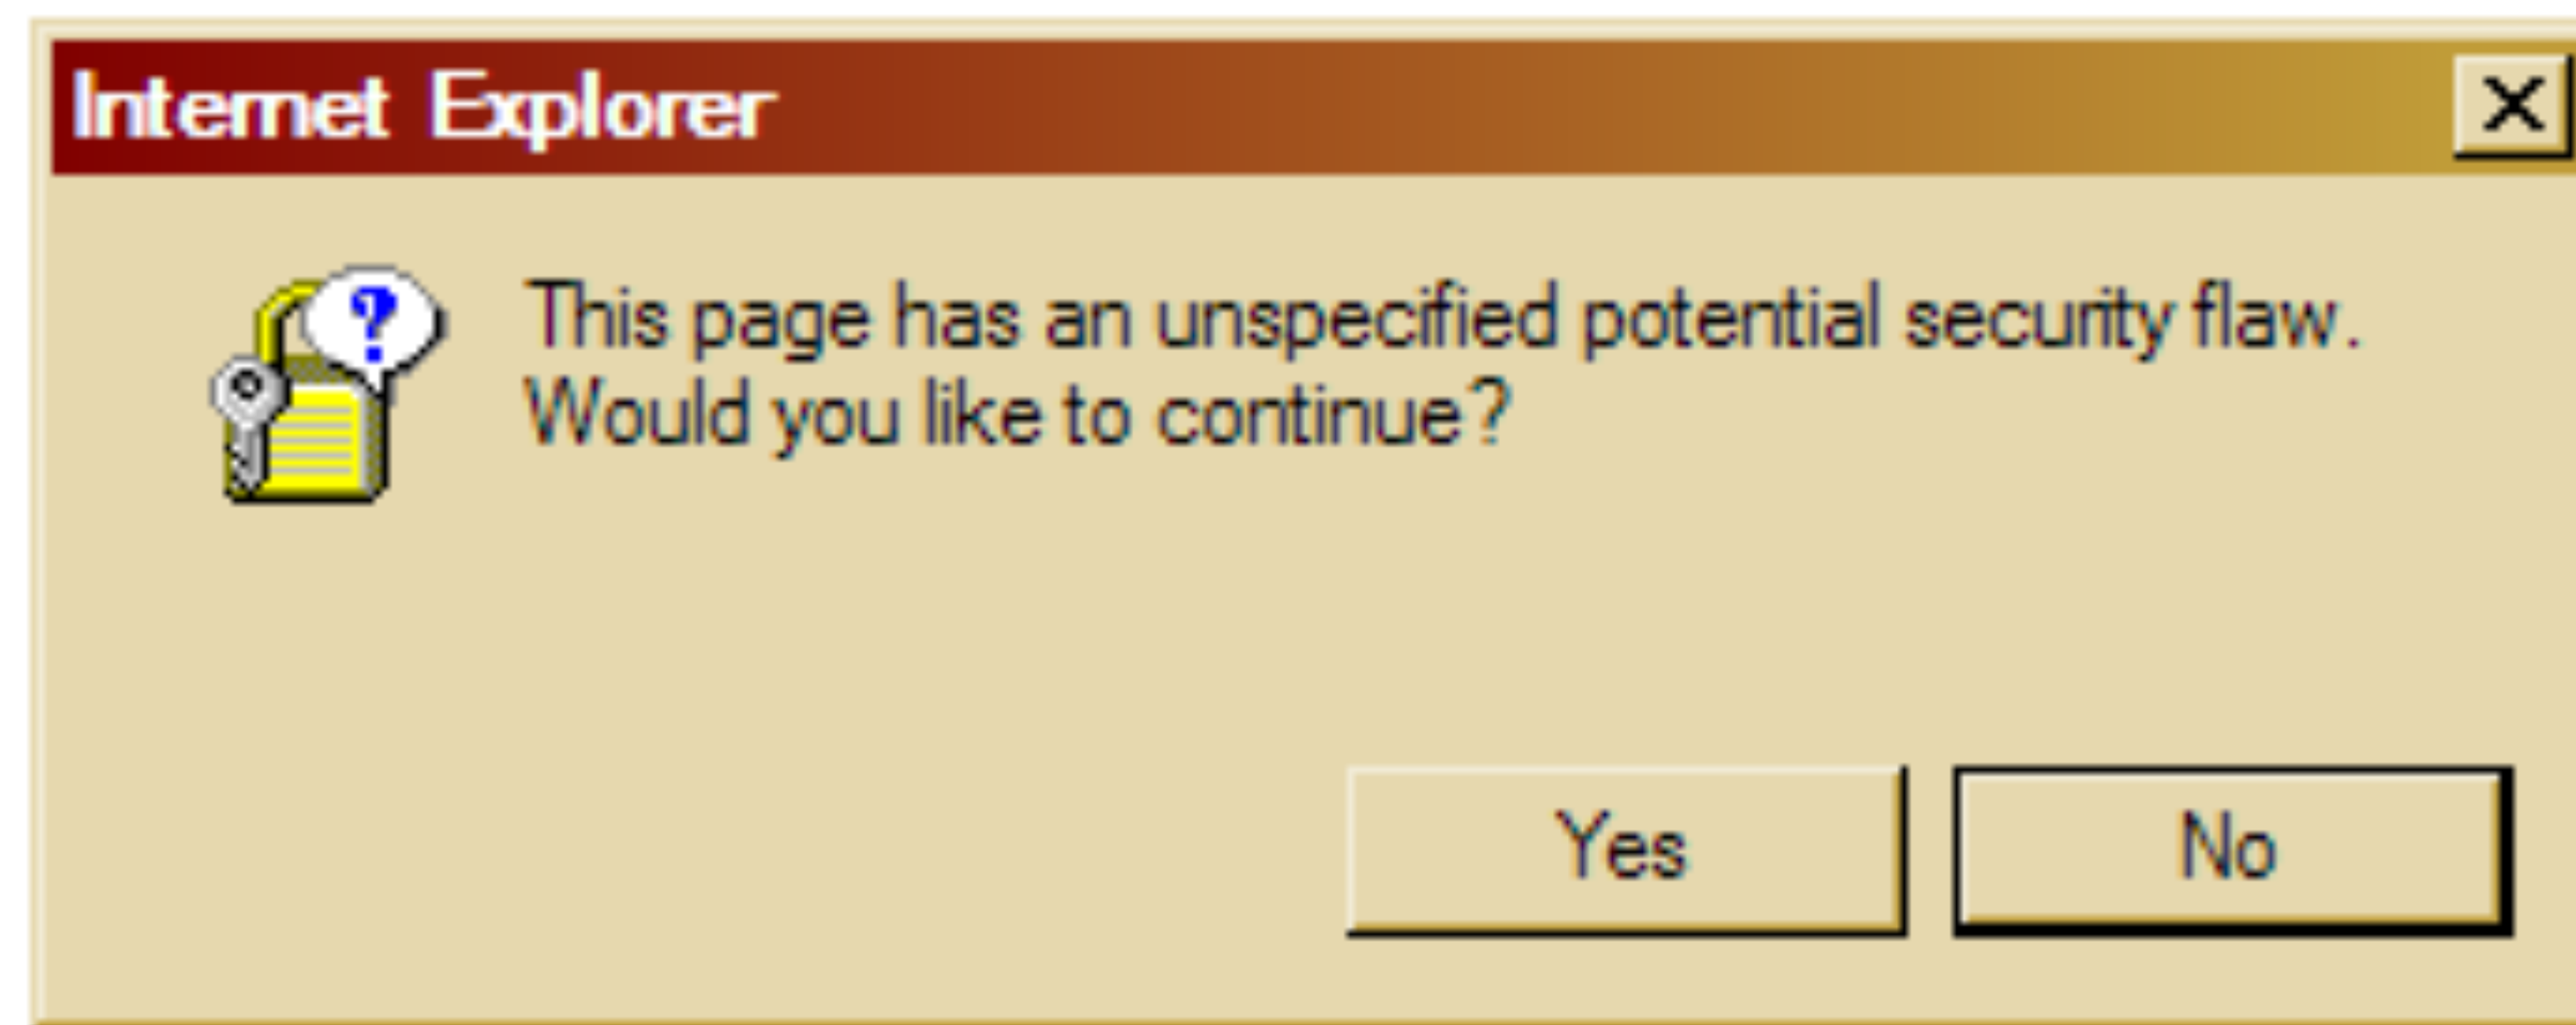 Internet Explorer
?
This page has an unspecified potential security flaw.
Would you like to continue?
Yes
No